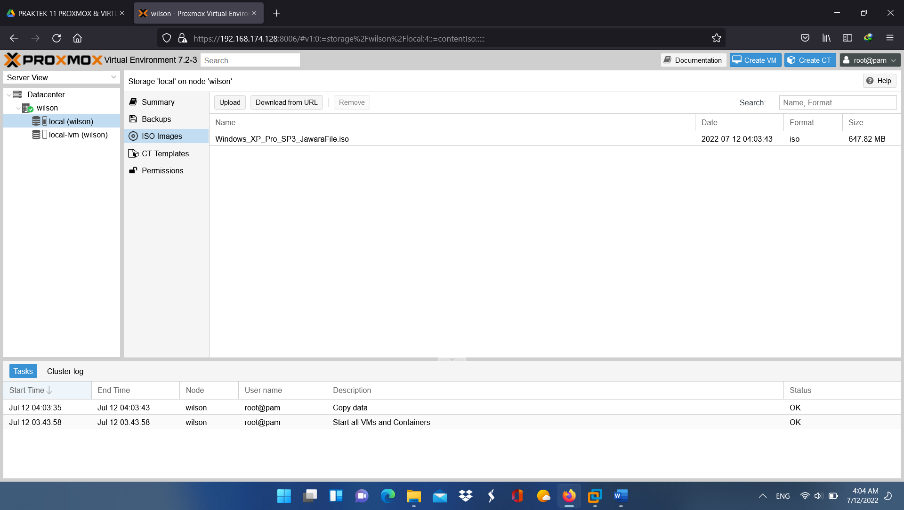 PRAKTEK 11 PROXMOX & VIRT
wilson - Proxmox Virtual Enviro
https://192.168.174.128:8006/#v1:0:=storage%2Fwilson%2Flocal:4::=contentIso:::::
PROXMOX Virtual Environment 7.2-3
Search
Documentation
Create VM
Create CT
root@pam
Server View
Storage 'local' on node 'wilson'
Help
Datacenter
wilson
local (wilson)
local-lvm (wilson)
Summary
Backups
ISO Images
CT Templates
Permissions
Upload
Download from URL
Remove
Search:
Name, Format
Name
Date
Format
Size
Windows_XP_Pro_SP3_JawaraFile.iso
2022-07-12 04:03:43
iso
647.82 MB
Tasks
Cluster log
Start Time
End Time
Node
User name
Description
Status
Jul 12 04:03:35
Jul 12 04:03:43
wilson
root@pam
Copy data
OK
Jul 12 03:43:58
Jul 12 03:43:58
wilson
root@pam
Start all VMs and Containers
OK
ENG
4:04 AM
7/12/2022